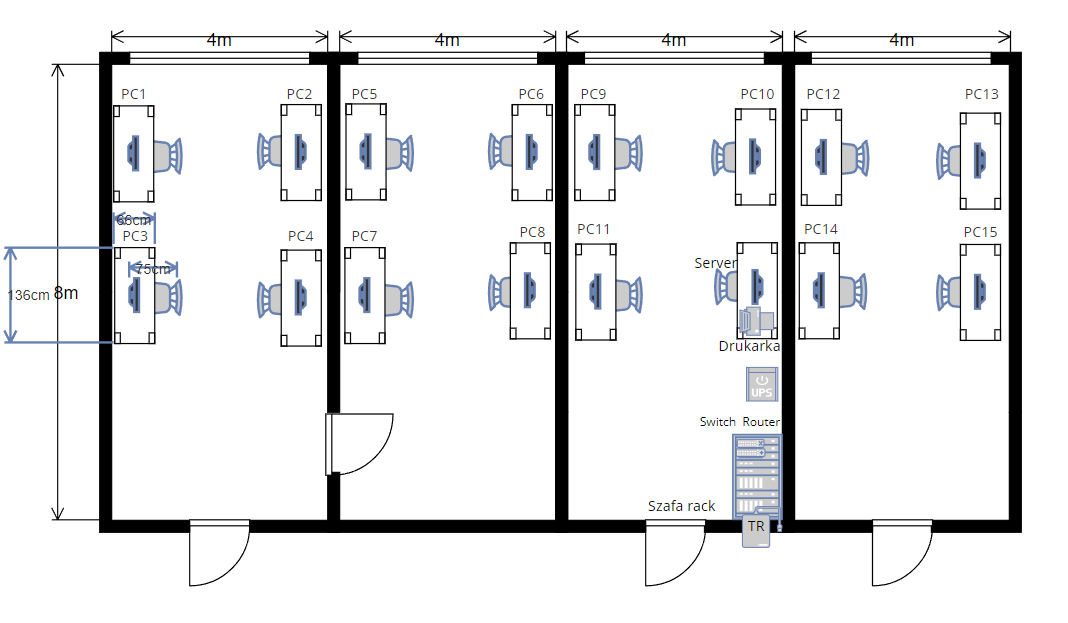 4m 4m 4m 4m
PC1 PC2 PC5 PC6 PC9 PC10 PC12 PC13
66cm
PC3 PC4 PC7 PC8 PC11 PC14 PC15
Server
75cm
136cm 8m
Drukarka
UPS
Switch Router
Szafa rack
TR